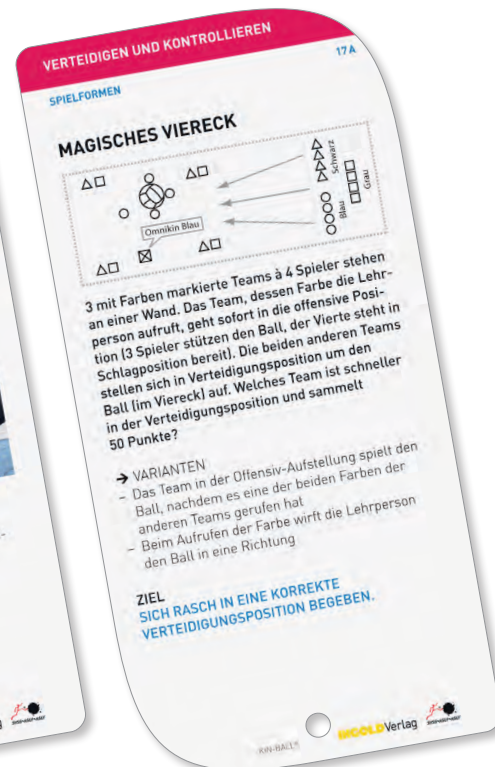 VERTEIDIGEN UND KONTROLLIEREN
SPIELFORMEN
17A
MAGISCHES VIERECK
Schwarz
Grau
Blau
Omnikin Blau
3 mit Farben markierte Teams à 4 Spieler stehen
an einer Wand. Das Team, dessen Farbe die Lehr-
person aufruft, geht sofort in die offensive Posi-
tion (3 Spieler stützen den Ball, der Vierte steht in
Schlagposition bereit). Die beiden anderen Teams
stellen sich in Verteidigungsposition um den
Ball (im Viereck) auf. Welches Team ist schneller
in der Verteidigungsposition und sammelt
50 Punkte?
→ VARIANTEN
– Das Team in der Offensiv-Aufstellung spielt den
Ball, nachdem es eine der beiden Farben der
anderen Teams gerufen hat
– Beim Aufrufen der Farbe wirft die Lehrperson
den Ball in eine Richtung
ZIEL
SICH RASCH IN EINE KORREKTE
VERTEIDIGUNGSPOSITION BEGEBEN.
KIN-BALL®
INGOLDVerlag